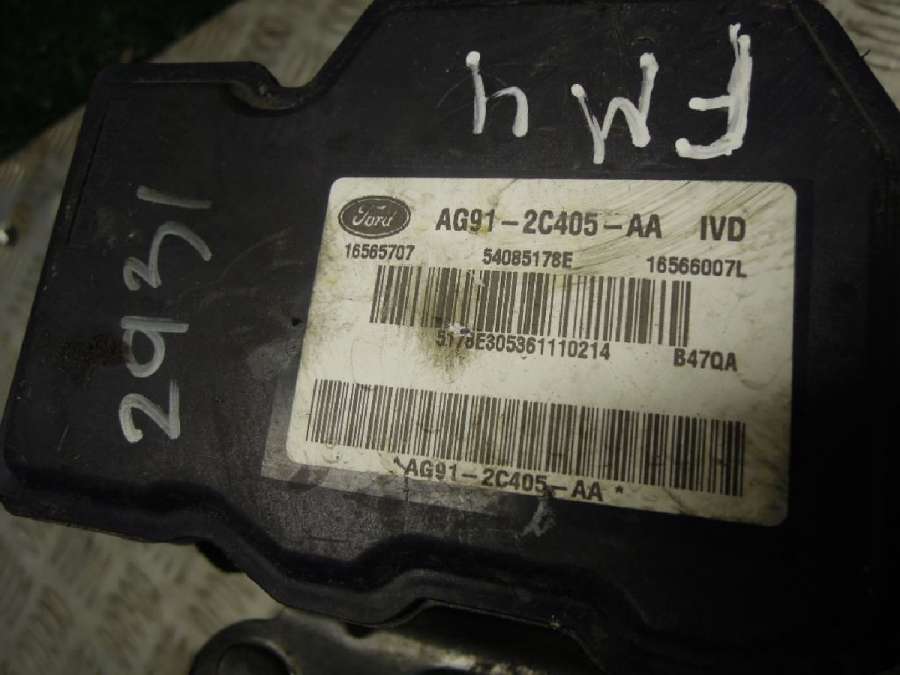 FM4
2931
Ford
AG91-2C405-AA IVD
16565707 54085178E 16566007L
5178E305361110214 B47QA
*AG91-2C405-AA*